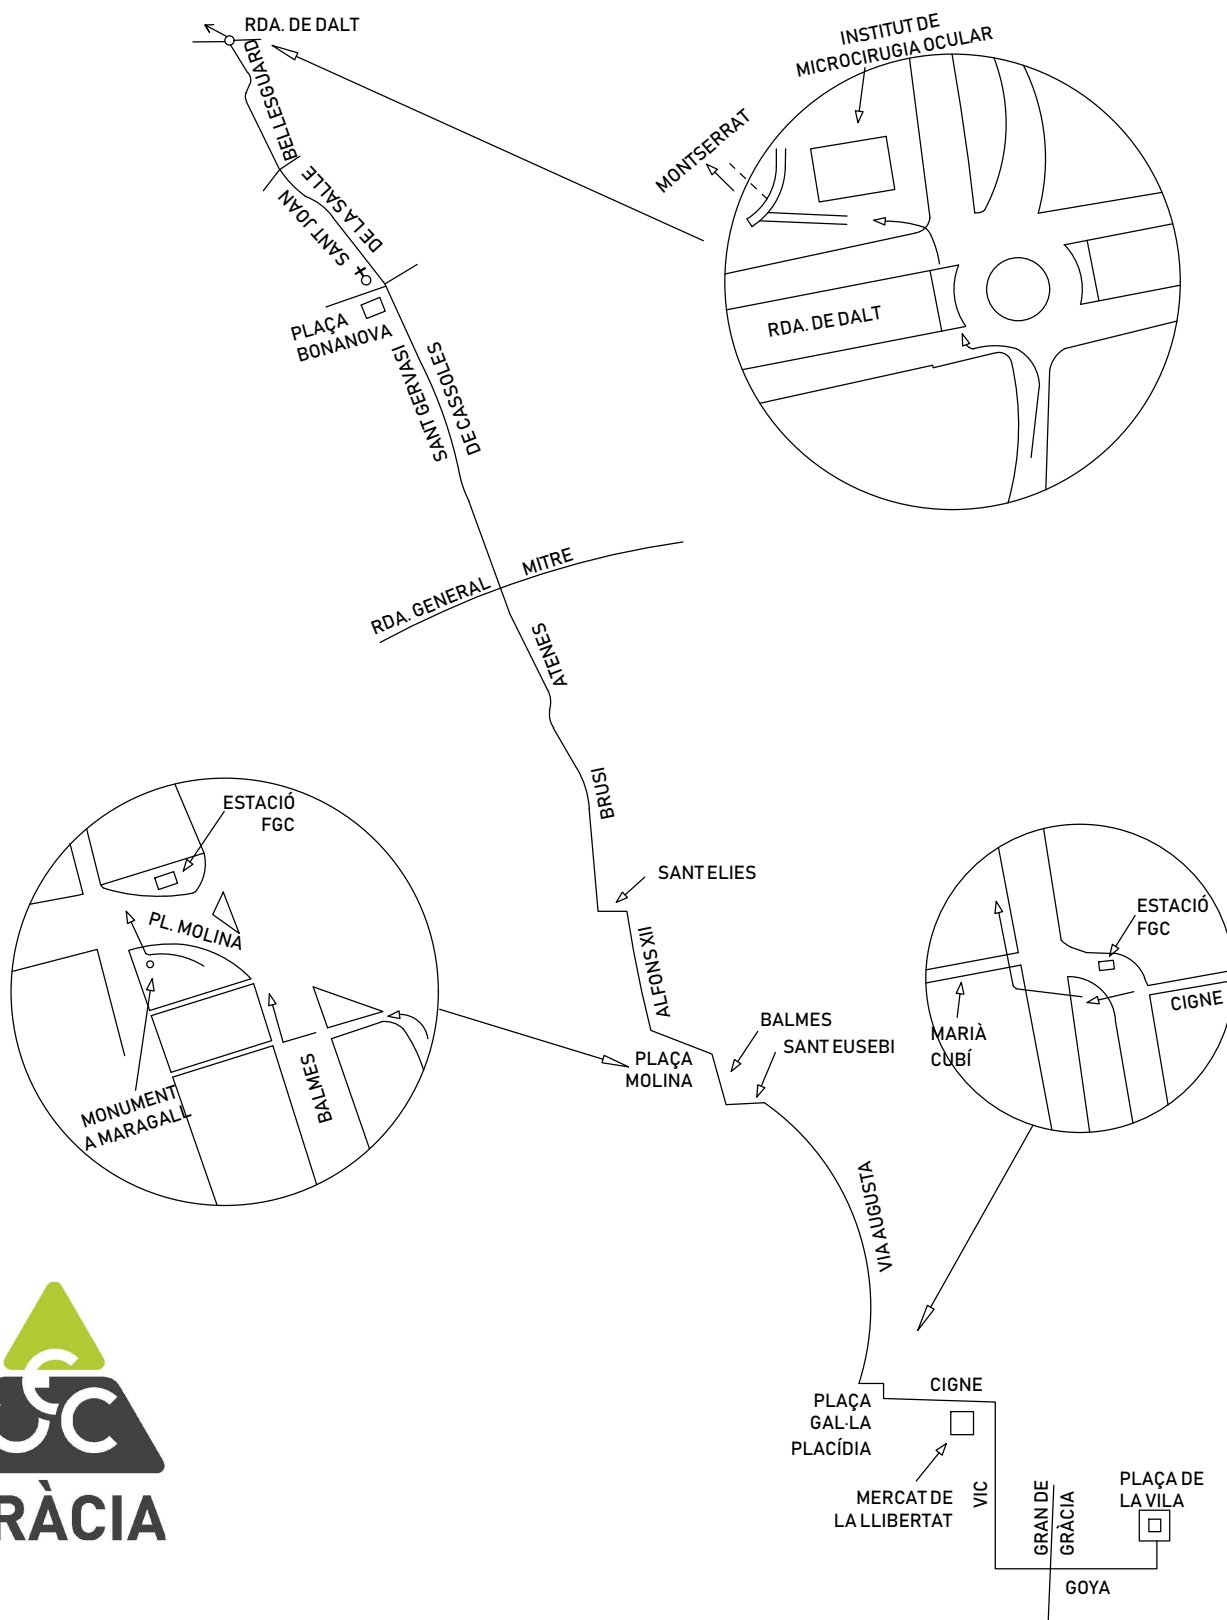 RDA. DE DALT
INSTITUT DE
MICROCIRUGIA OCULAR
BELLESGUARD
MONTSERRAT
SANT JOAN
DE LA SALLE
RDA. DE DALT
PLAÇA
BONANOVA
SANT GERVASI
DE CASSOLES
RDA. GENERAL MITRE
ATENES
BRUSI
ESTACIÓ
FGC
SANT ELIES
PL. MOLINA
ALFONS XII
ESTACIÓ
FGC
CIGNE
MARIÀ
CUBÍ
BALMES
SANT EUSEBI
PLAÇA
MOLINA
BALMES
MONUMENT
A MARAGALL
VIA AUGUSTA
CIGNE
PLAÇA
GAL·LA
PLACÍDIA
MERCAT DE
LA LLIBERTAT
VIC
GRAN DE
GRÀCIA
PLAÇA DE
LA VILA
GOYA
UEC
RÀCIA